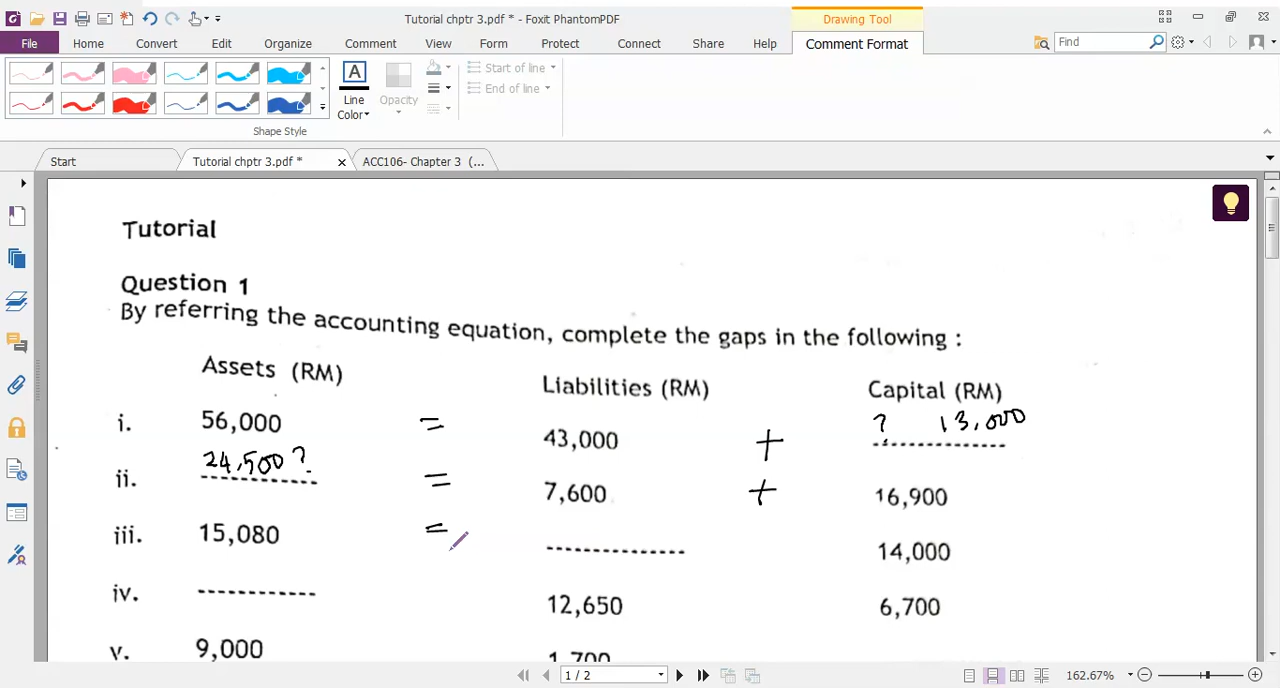 Tutorial chptr 3.pdf * - Foxit PhantomPDF
Drawing Tool
File Home Convert Edit Organize Comment View Form Protect Connect Share Help Comment Format
Find
Line Color
Opacity
Start of line
End of line
Shape Style
Start
Tutorial chptr 3.pdf *
ACC106- Chapter 3 (...
Tutorial
Question 1
By referring the accounting equation, complete the gaps in the following :
Assets (RM) Liabilities (RM) Capital (RM)
i. 56,000 = 43,000 + ? 13,000
ii. 24,500 ? = 7,600 + 16,900
iii. 15,080 = ............... 14,000
iv. ............. 12,650 6,700
v. 9,000 1,700
1 / 2
162.67%